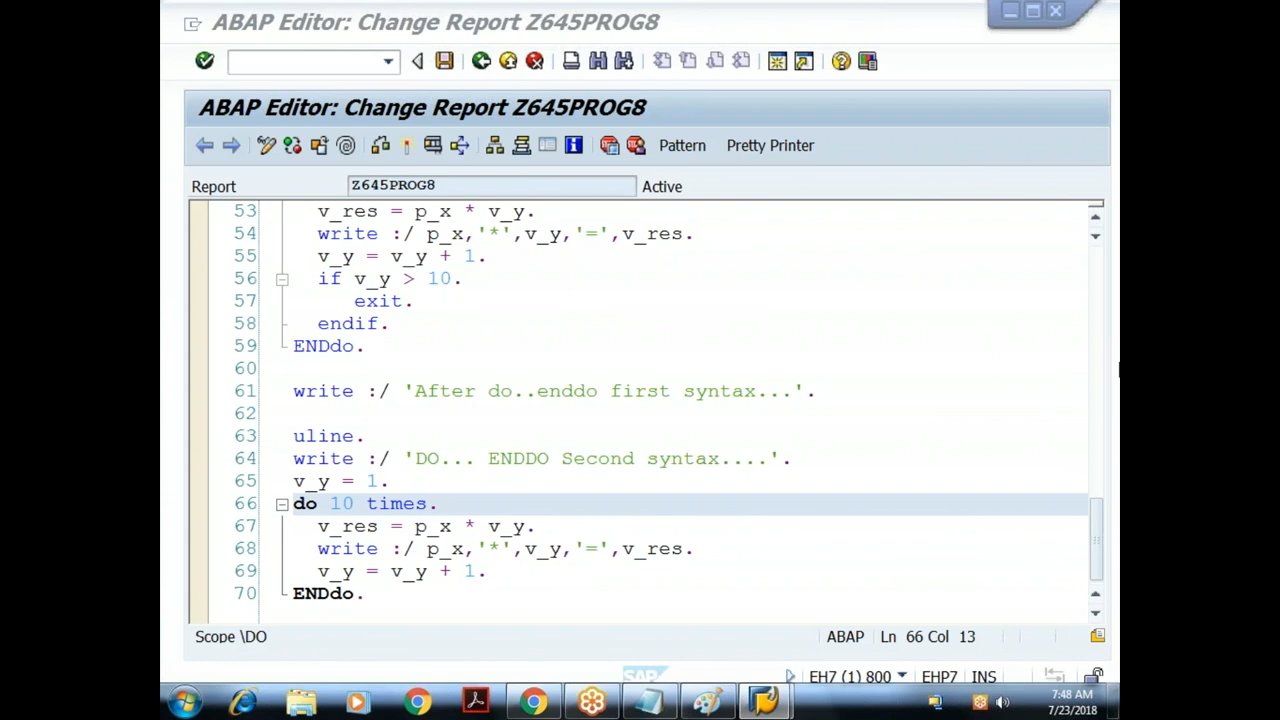 ABAP Editor: Change Report Z645PROG8
ABAP Editor: Change Report Z645PROG8
Pattern Pretty Printer
Report Z645PROG8 Active
53 v_res = p_x * v_y.
54 write :/ p_x,'*',v_y,'=',v_res.
55 v_y = v_y + 1.
56 if v_y > 10.
57 exit.
58 endif.
59 ENDdo.
60
61 write :/ 'After do..enddo first syntax...'.
62
63 uline.
64 write :/ 'DO... ENDDO Second syntax....'.
65 v_y = 1.
66 do 10 times.
67 v_res = p_x * v_y.
68 write :/ p_x,'*',v_y,'=',v_res.
69 v_y = v_y + 1.
70 ENDdo.
Scope \DO ABAP Ln 66 Col 13
SAP EH7 (1) 800 EHP7 INS
7:48 AM
7/23/2018